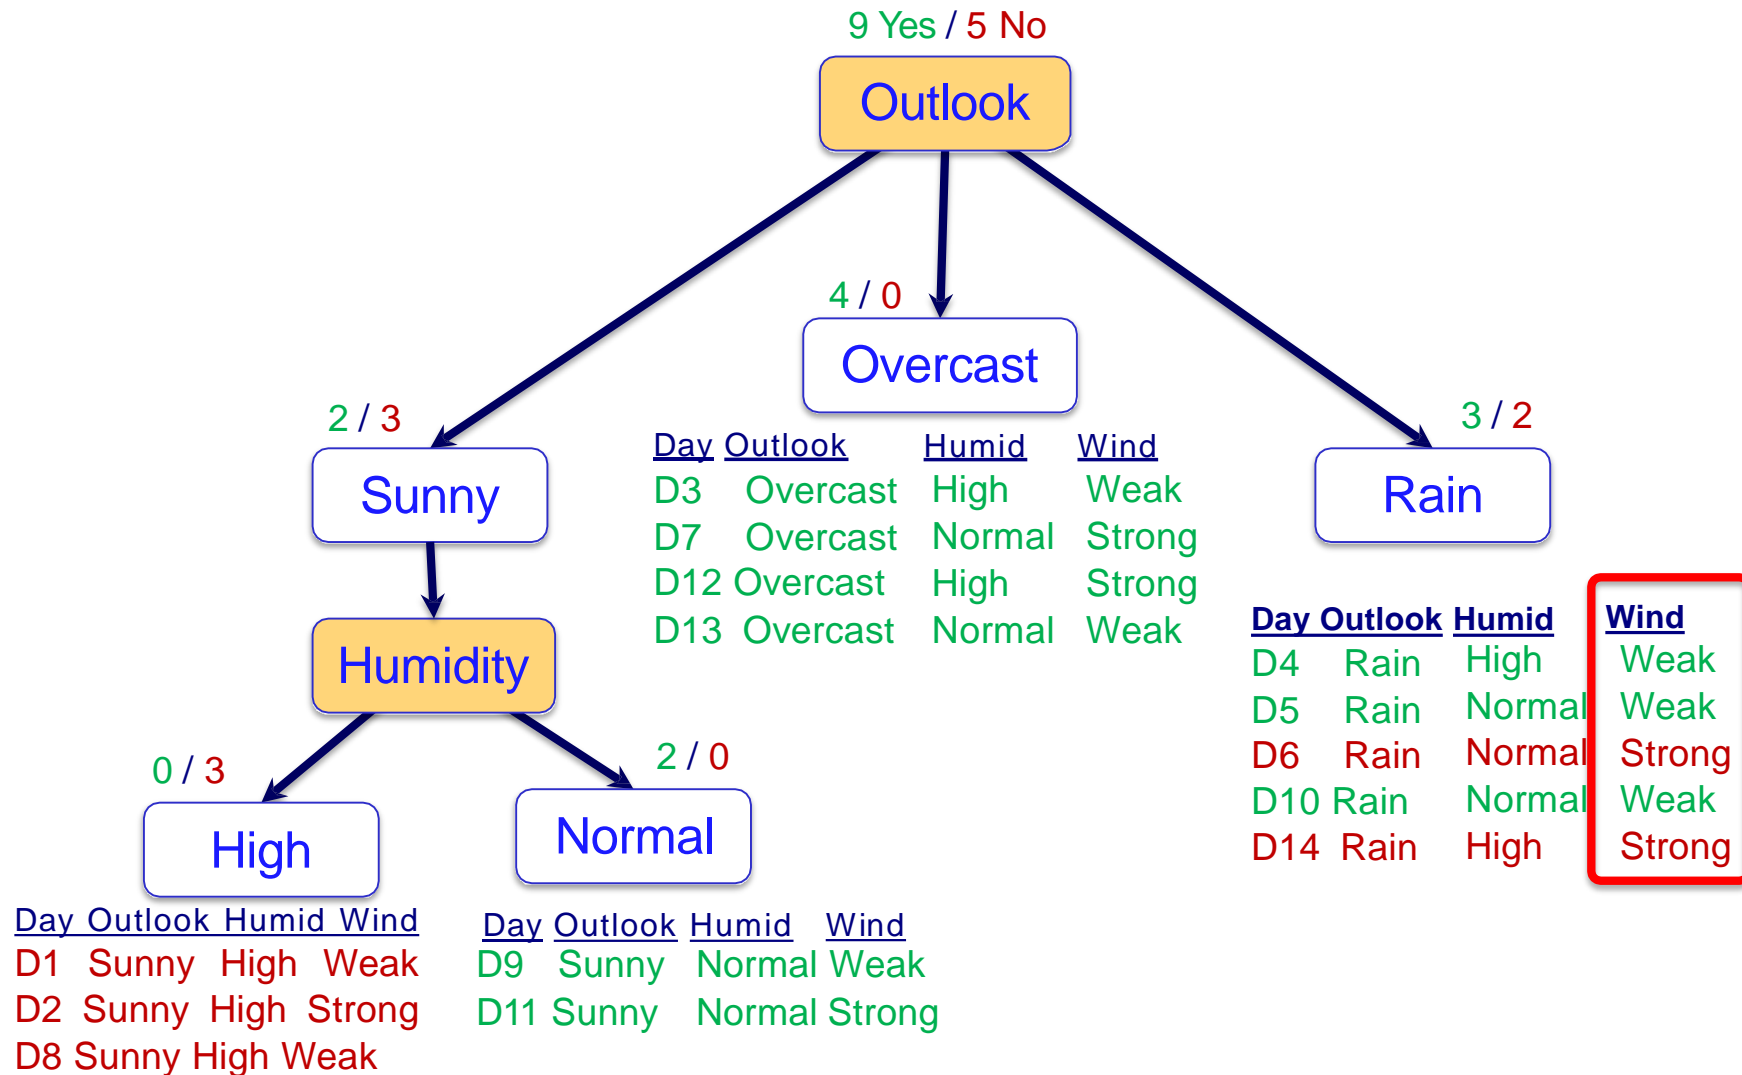 9 Yes / 5 No
Outlook
4 / 0
Overcast
2 / 3
Sunny
3 / 2
Rain
Day Outlook Humid Wind
D3 Overcast High Weak
D7 Overcast Normal Strong
D12 Overcast High Strong
D13 Overcast Normal Weak
Day Outlook Humid Wind
D4 Rain High Weak
D5 Rain Normal Weak
D6 Rain Normal Strong
D10 Rain Normal Weak
D14 Rain High Strong
Humidity
0 / 3
High
2 / 0
Normal
Day Outlook Humid Wind
D1 Sunny High Weak
D2 Sunny High Strong
D8 Sunny High Weak
Day Outlook Humid Wind
D9 Sunny Normal Weak
D11 Sunny Normal Strong